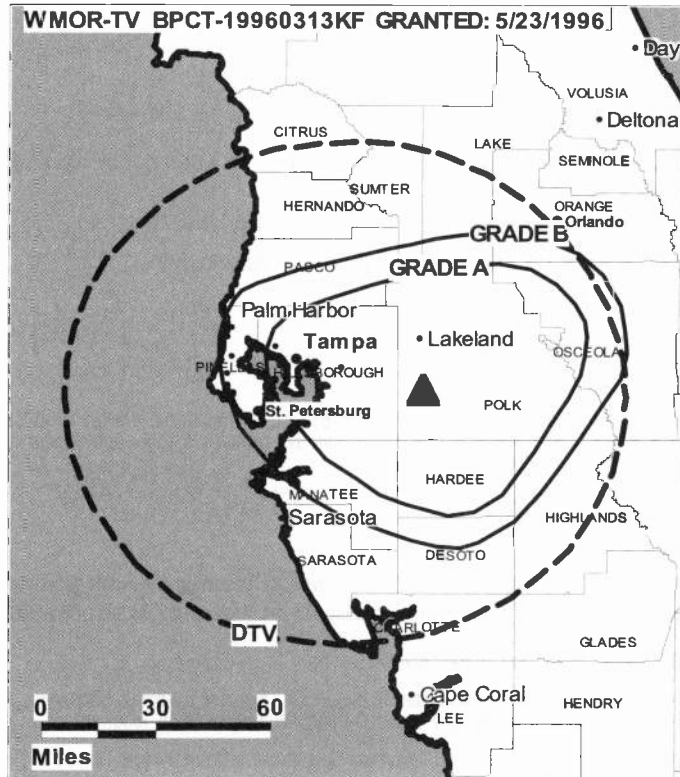 WMOR-TV BPCT-19960313KF GRANTED: 5/23/1996
Day
VOLUSIA
Deltona
CITRUS
LAKE
SEMINOLE
SUMTER
HERNANDO
ORANGE
Orlando
GRADE B
PASCO
GRADE A
Palm Harbor
Tampa
Lakeland
OSCEOLA
PINELLAS
HILLSBOROUGH
St. Petersburg
POLK
HARDEE
MANATEE
Sarasota
HIGHLANDS
DESOTO
SARASOTA
DTV
CHARLOTTE
GLADES
Cape Coral
HENDRY
LEE
0 30 60
Miles